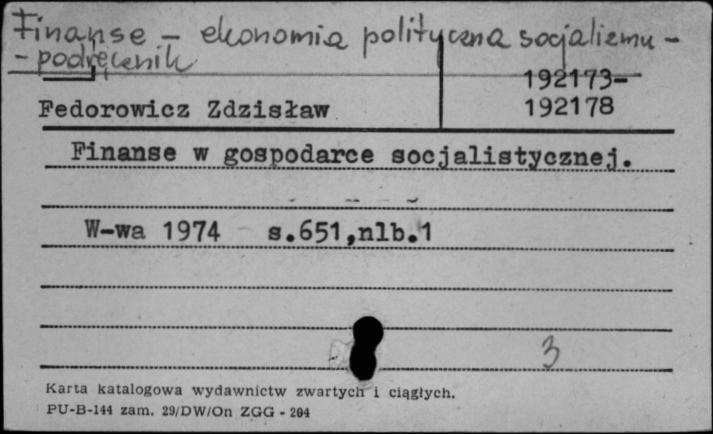 Finanse – ekonomia polityczna socjalizmu –
– podręcznik
192173-
Fedorowicz Zdzisław
192178
Finanse w gospodarce socjalistycznej.
W-wa 1974 s.651,nlb.1
3
Karta katalogowa wydawnictw zwartych i ciągłych.
PU-B-144 zam. 29/DW/On ZGG - 204